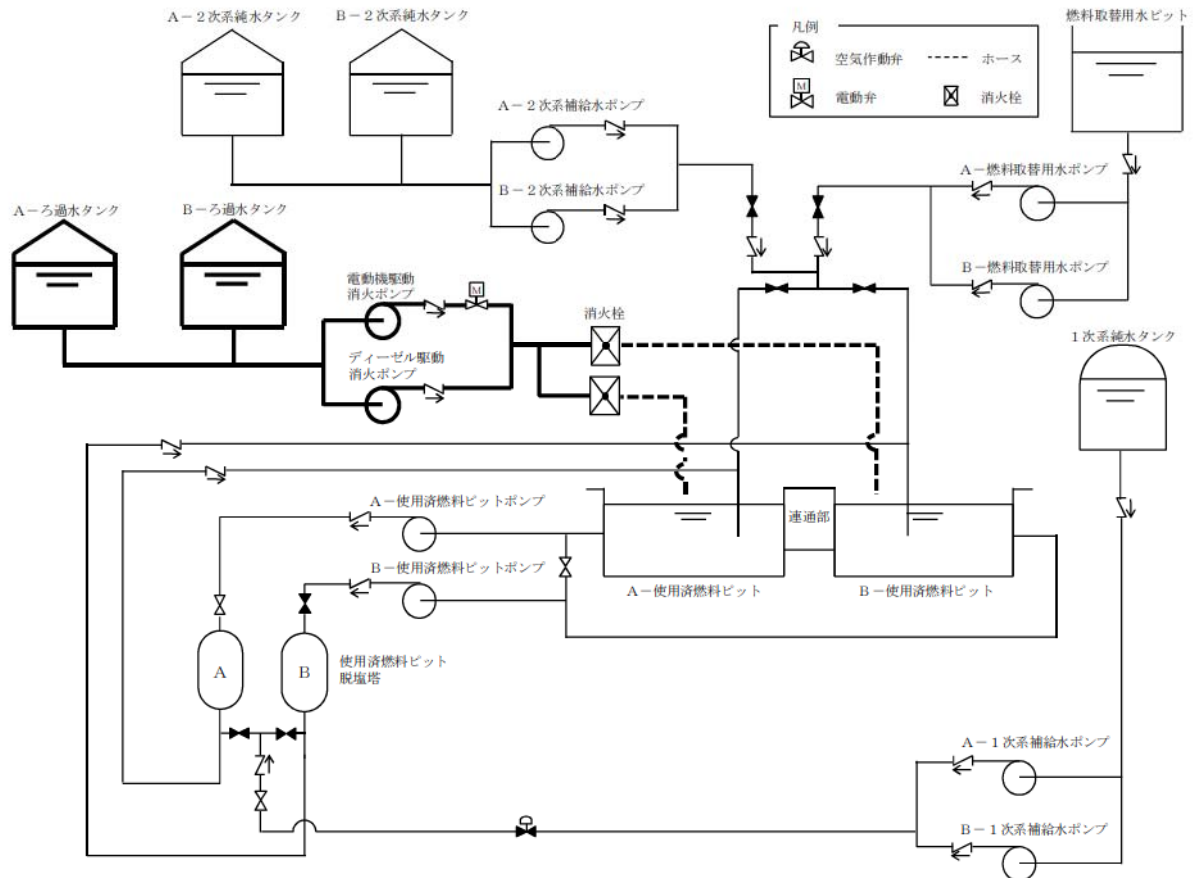 A－2次系純水タンク
B－2次系純水タンク
燃料取替用水ピット
凡例
空気作動弁
ホース
M
電動弁
消火栓
A－2次系補給水ポンプ
B－2次系補給水ポンプ
A－燃料取替用水ポンプ
B－燃料取替用水ポンプ
A－ろ過水タンク
B－ろ過水タンク
電動機駆動
消火ポンプ
M
消火栓
ディーゼル駆動
消火ポンプ
1次系純水タンク
A－使用済燃料ピットポンプ
連通部
B－使用済燃料ピットポンプ
A－使用済燃料ピット
B－使用済燃料ピット
A
B
使用済燃料ピット
脱塩塔
A－1次系補給水ポンプ
B－1次系補給水ポンプ